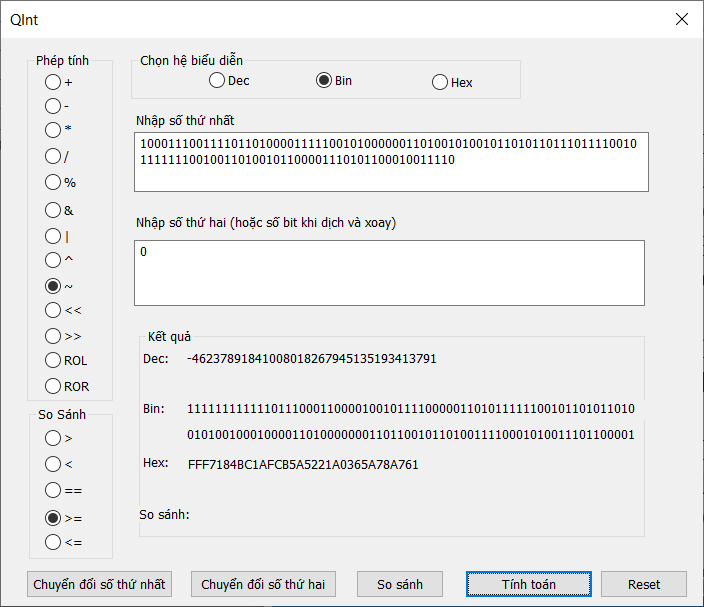 QInt
Phép tính
+
-
*
/
%
&
|
^
~
<<
>>
ROL
ROR
So Sánh
>
<
==
>=
<=
Chọn hệ biểu diễn
Dec Bin Hex
Nhập số thứ nhất
10001110011110110100001111100101000000110100101001011010110111011110010
111111100100110100101100001110101100010011110
Nhập số thứ hai (hoặc số bit khi dịch và xoay)
0
Kết quả
Dec: -46237891841008018267945135193413791
Bin: 1111111111110111000110000100101111000001101011111100101101011010
0101001000100001101000000011011001011010011110001010011101100001
Hex: FFF7184BC1AFCB5A5221A0365A78A761
So sánh:
Chuyển đổi số thứ nhất Chuyển đổi số thứ hai So sánh Tính toán Reset